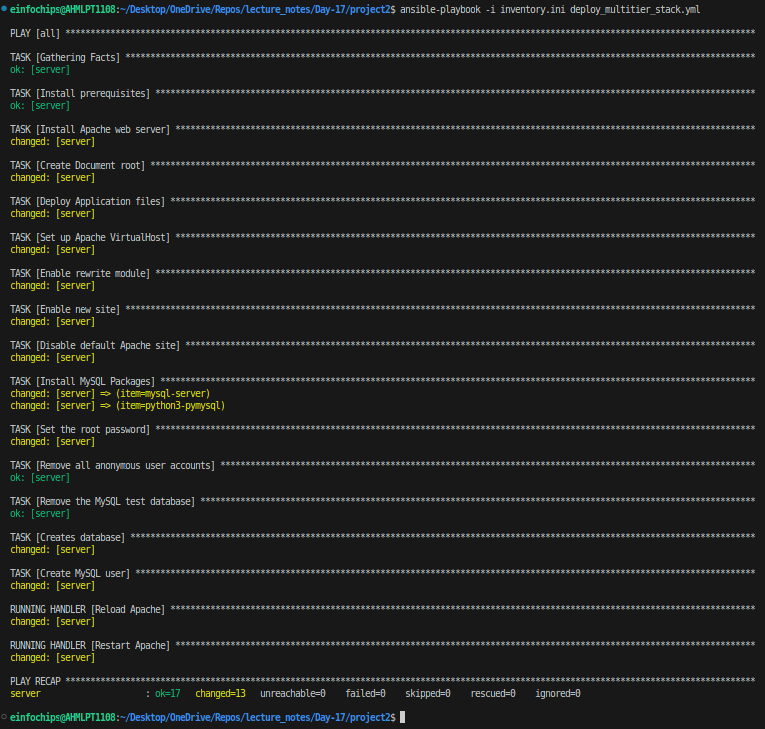 einfochips@AHMLPT1108:~/Desktop/OneDrive/Repos/lecture_notes/Day-17/project2$ ansible-playbook -i inventory.ini deploy_multitier_stack.yml
PLAY [all] ******************************************************************************************************************************************
TASK [Gathering Facts] ******************************************************************************************************************************
ok: [server]
TASK [Install prerequisites] ************************************************************************************************************************
ok: [server]
TASK [Install Apache web server] ********************************************************************************************************************
changed: [server]
TASK [Create Document root] *************************************************************************************************************************
changed: [server]
TASK [Deploy Application files] *********************************************************************************************************************
changed: [server]
TASK [Set up Apache VirtualHost] ********************************************************************************************************************
changed: [server]
TASK [Enable rewrite module] ************************************************************************************************************************
changed: [server]
TASK [Enable new site] ******************************************************************************************************************************
changed: [server]
TASK [Disable default Apache site] ******************************************************************************************************************
changed: [server]
TASK [Install MySQL Packages] ***********************************************************************************************************************
changed: [server] => (item=mysql-server)
changed: [server] => (item=python3-pymysql)
TASK [Set the root password] ************************************************************************************************************************
changed: [server]
TASK [Remove all anonymous user accounts] ***********************************************************************************************************
ok: [server]
TASK [Remove the MySQL test database] ***************************************************************************************************************
ok: [server]
TASK [Creates database] *****************************************************************************************************************************
changed: [server]
TASK [Create MySQL user] ****************************************************************************************************************************
changed: [server]
RUNNING HANDLER [Reload Apache] *********************************************************************************************************************
changed: [server]
RUNNING HANDLER [Restart Apache] ********************************************************************************************************************
changed: [server]
PLAY RECAP ******************************************************************************************************************************************
server : ok=17 changed=13 unreachable=0 failed=0 skipped=0 rescued=0 ignored=0
einfochips@AHMLPT1108:~/Desktop/OneDrive/Repos/lecture_notes/Day-17/project2$